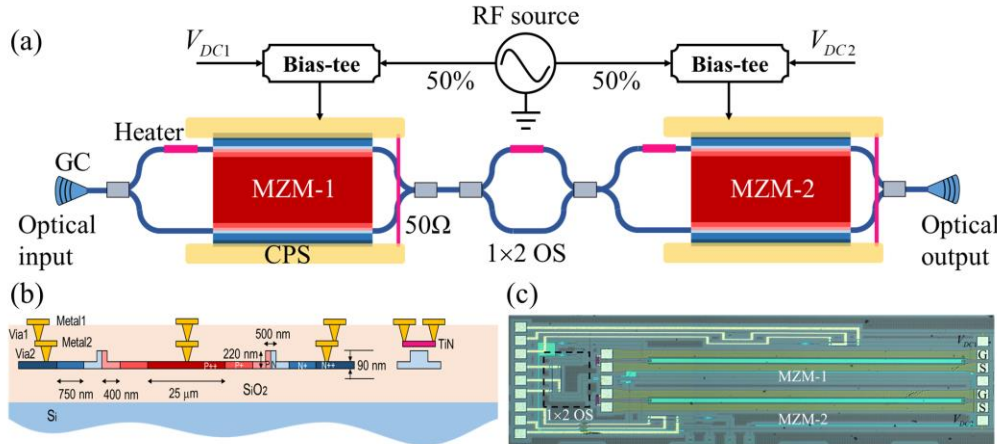 (a)
RF source
V_DC1
Bias-tee
50%
50%
Bias-tee
V_DC2
Heater
GC
MZM-1
MZM-2
Optical
input
50Ω
CPS
1×2 OS
Optical
output
(b)
Metal1
Via1
Metal2
Via2
500 nm
220 nm
TiN
P++
P+
N+
N++
90 nm
SiO2
750 nm
400 nm
25 μm
Si
(c)
V_DC1
G
S
MZM-1
G
S
1×2 OS
MZM-2